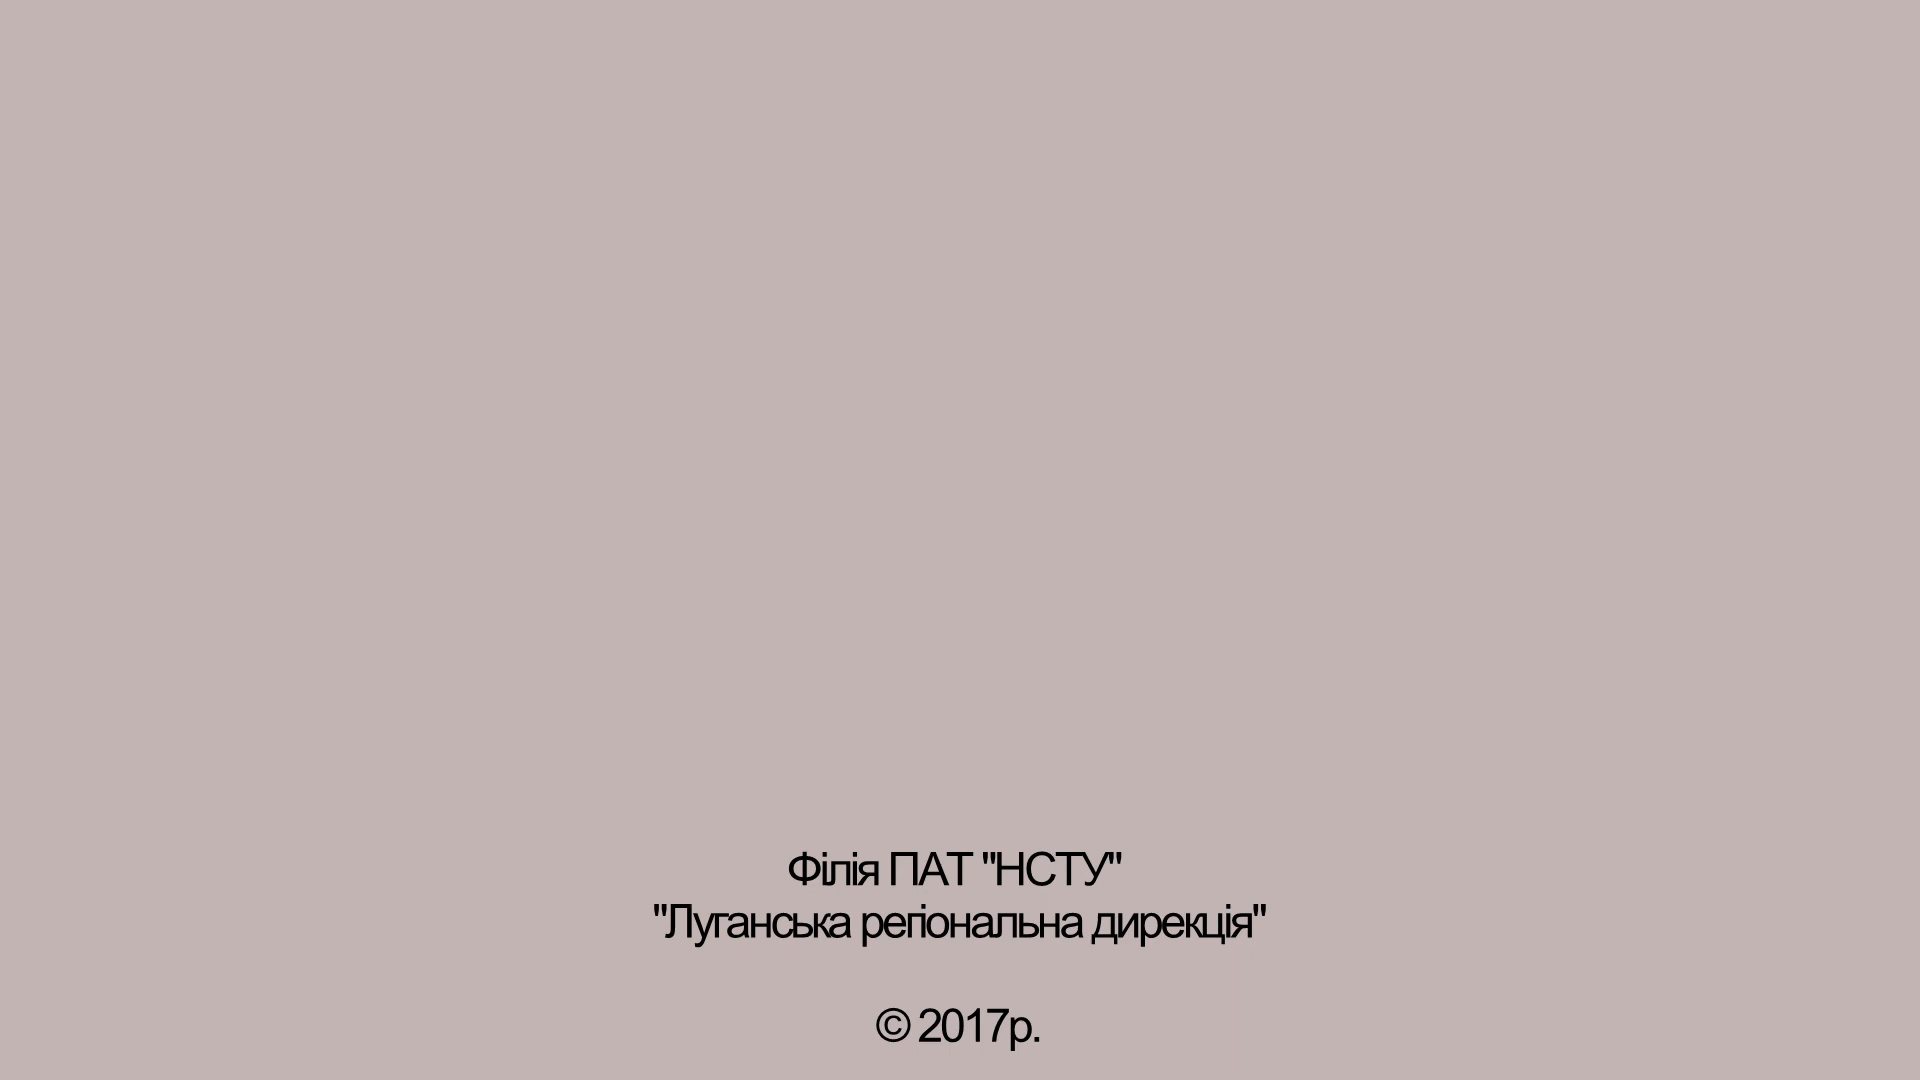 Філія ПАТ "НСТУ"
"Луганська регіональна дирекція"
© 2017р.